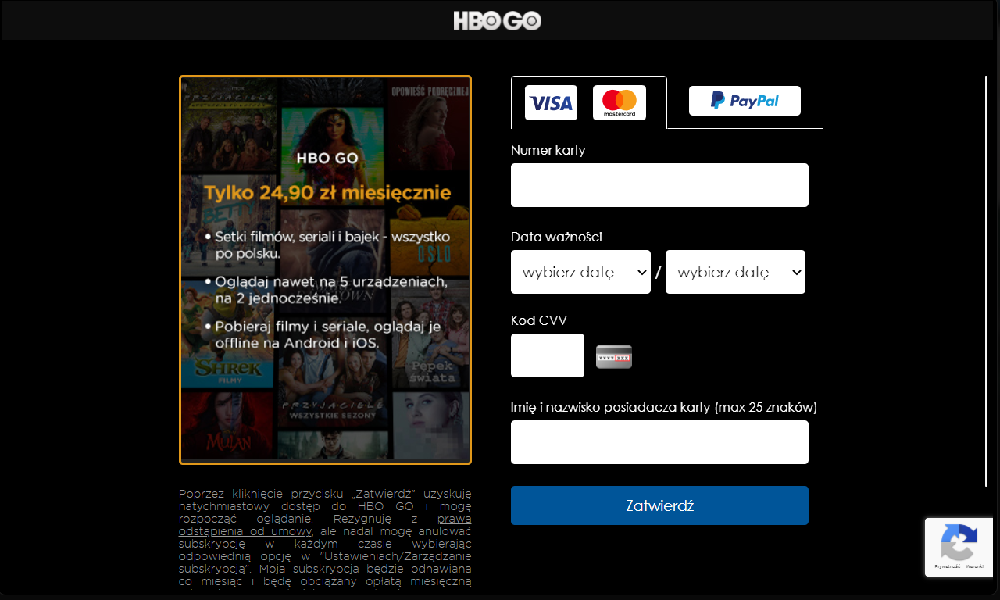 HBO GO
PRZYJACIELE
OPOWIEŚĆ PODRĘCZNEJ
HBO GO
Tylko 24,90 zł miesięcznie
BETTY
• Setki filmów, seriali i bajek - wszystko
po polsku.
OSLO
• Oglądaj nawet na 5 urządzeniach,
na 2 jednocześnie.
• Pobieraj filmy i seriale, oglądaj je
offline na Android i iOS.
SHREK
FILMY
Pępek
świata
PRZYJACIELE
WSZYSTKIE SEZONY
MULAN
Poprzez kliknięcie przycisku „Zatwierdź” uzyskuję
natychmiastowy dostęp do HBO GO i mogę
rozpocząć oglądanie. Rezygnuję z prawa
odstąpienia od umowy, ale nadal mogę anulować
subskrypcję w każdym czasie wybierając
odpowiednią opcję w "Ustawieniach/Zarządzanie
subskrypcją". Moja subskrypcja będzie odnawiana
co miesiąc i będę obciążany opłatą miesięczną
VISA
mastercard
PayPal
Numer karty
Data ważności
wybierz datę / wybierz datę
Kod CVV
Imię i nazwisko posiadacza karty (max 25 znaków)
Zatwierdź
Prywatność • Warunki